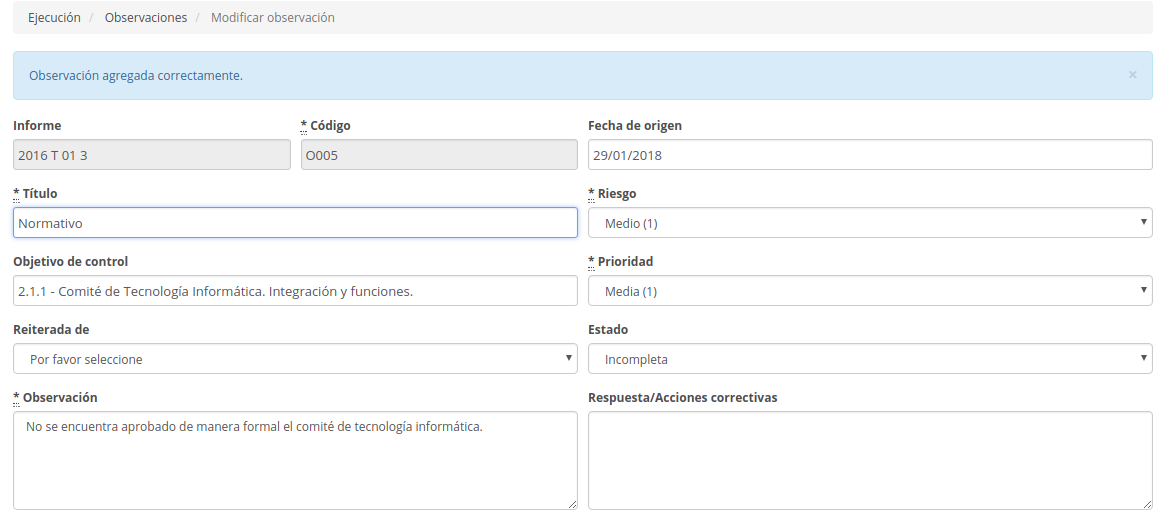 Ejecución / Observaciones / Modificar observación
Observación agregada correctamente. ×
Informe * Código Fecha de origen
2016 T 01 3 O005 29/01/2018
* Título * Riesgo
Normativo Medio (1)
Objetivo de control * Prioridad
2.1.1 - Comité de Tecnología Informática. Integración y funciones. Media (1)
Reiterada de Estado
Por favor seleccione Incompleta
* Observación Respuesta/Acciones correctivas
No se encuentra aprobado de manera formal el comité de tecnología informática.